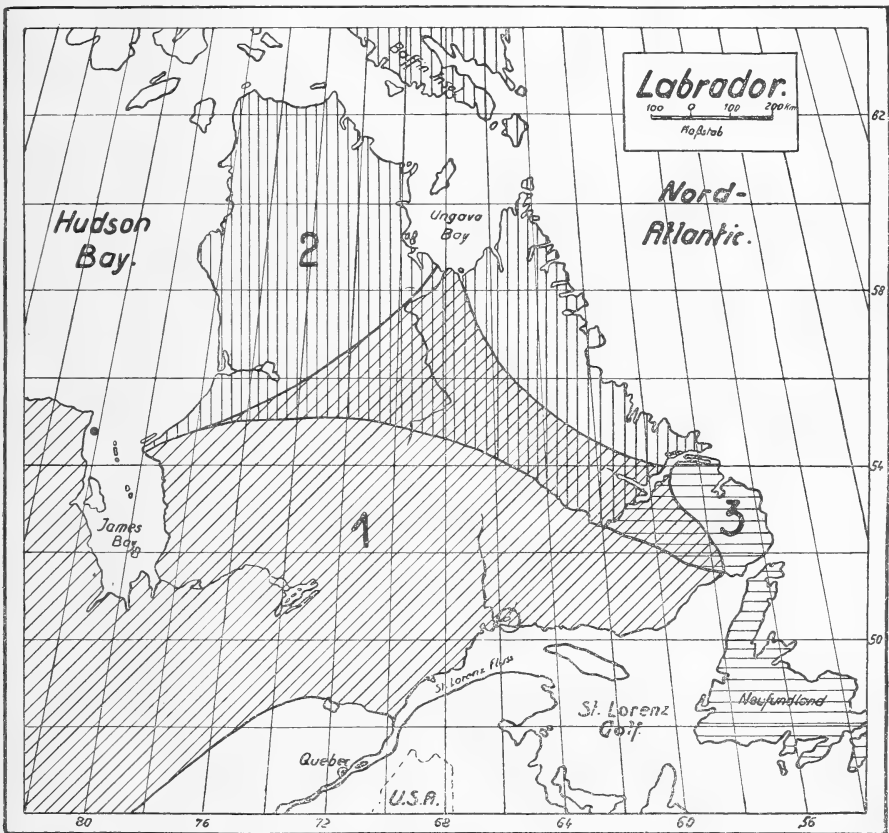 Baffin Ins.
Labrador.
100 0 100 200 km
Maßstab
62
Hudson
Bay.
Ungava
Bay
Nord-
Atlantic.
2
58
54
James
Bay
1
3
50
St. Lorenz Fluss
St. Lorenz
Golf.
Neufundland
Quebec
U.S.A.
80 76 72 68 64 60 56